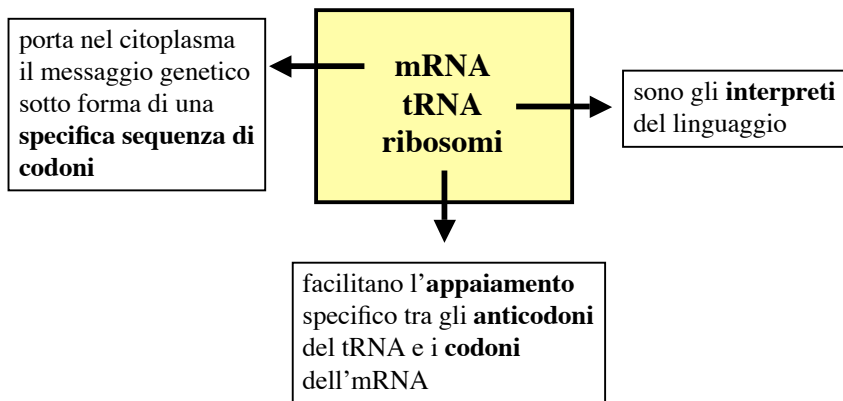 porta nel citoplasma
il messaggio genetico
sotto forma di una
specifica sequenza di
codoni
mRNA
tRNA
ribosomi
sono gli interpreti
del linguaggio
facilitano l’appaiamento
specifico tra gli anticodoni
del tRNA e i codoni
dell’mRNA